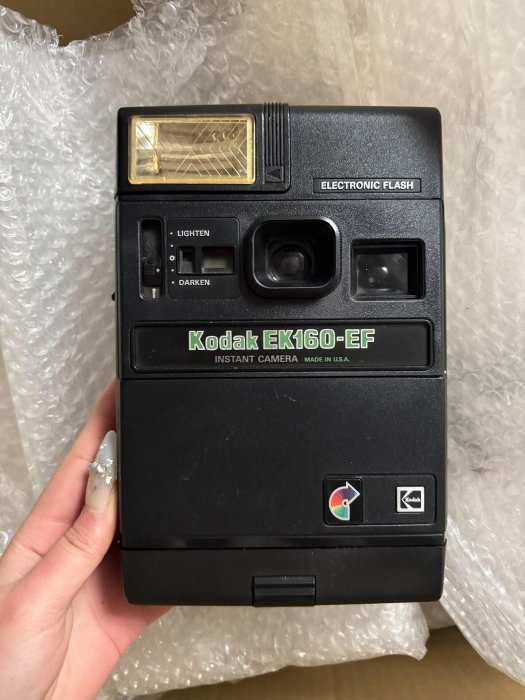 ELECTRONIC FLASH
LIGHTEN
DARKEN
Kodak EK160-EF
INSTANT CAMERA MADE IN U.S.A.
Kodak